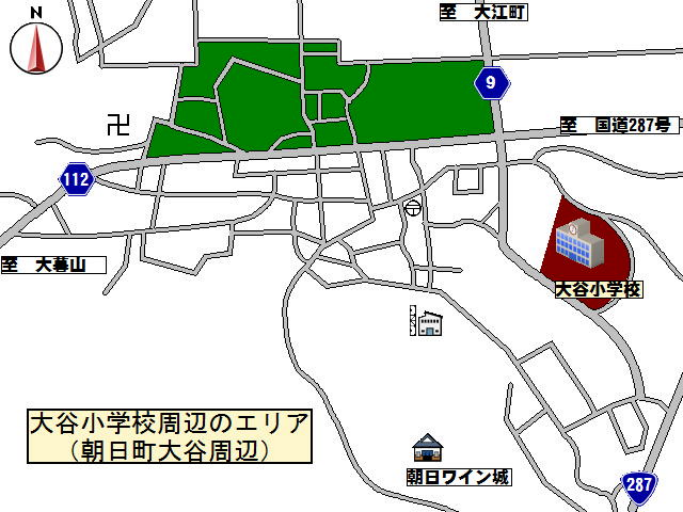 N
至 大江町
9
至 国道287号
112
至 大暮山
大谷小学校
大谷小学校周辺のエリア
（朝日町大谷周辺）
朝日ワイン城
287